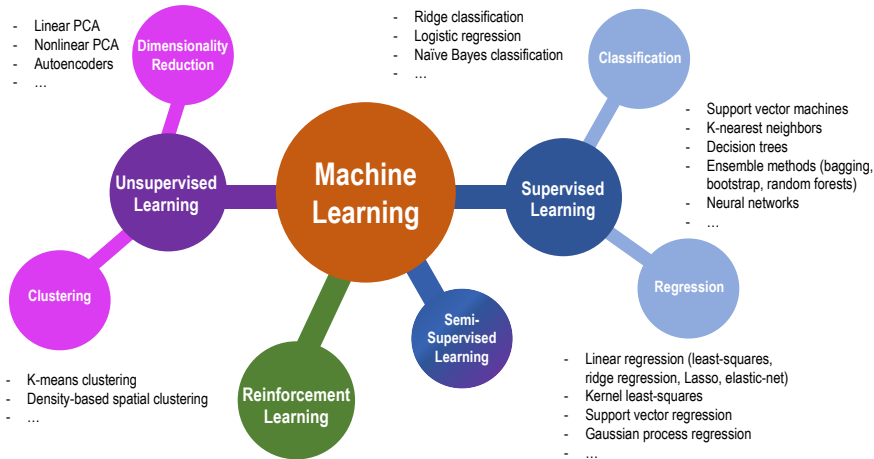 - Linear PCA
- Nonlinear PCA
- Autoencoders
- …
Dimensionality
Reduction
- Ridge classification
- Logistic regression
- Naïve Bayes classification
- …
Classification
- Support vector machines
- K-nearest neighbors
- Decision trees
- Ensemble methods (bagging,
bootstrap, random forests)
- Neural networks
- …
Unsupervised
Learning
Machine
Learning
Supervised
Learning
Clustering
Regression
Semi-
Supervised
Learning
- K-means clustering
- Density-based spatial clustering
- …
Reinforcement
Learning
- Linear regression (least-squares,
ridge regression, Lasso, elastic-net)
- Kernel least-squares
- Support vector regression
- Gaussian process regression
- …